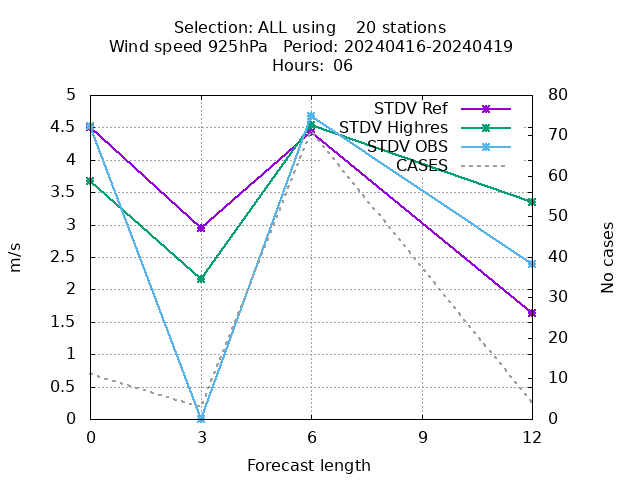 Selection: ALL using    20 stations
Wind speed 925hPa   Period: 20240416-20240419
Hours:  06
STDV Ref
STDV Highres
STDV OBS
CASES
5
4.5
4
3.5
3
2.5
2
1.5
1
0.5
0
80
70
60
50
40
30
20
10
0
m/s
No cases
0 3 6 9 12
Forecast length